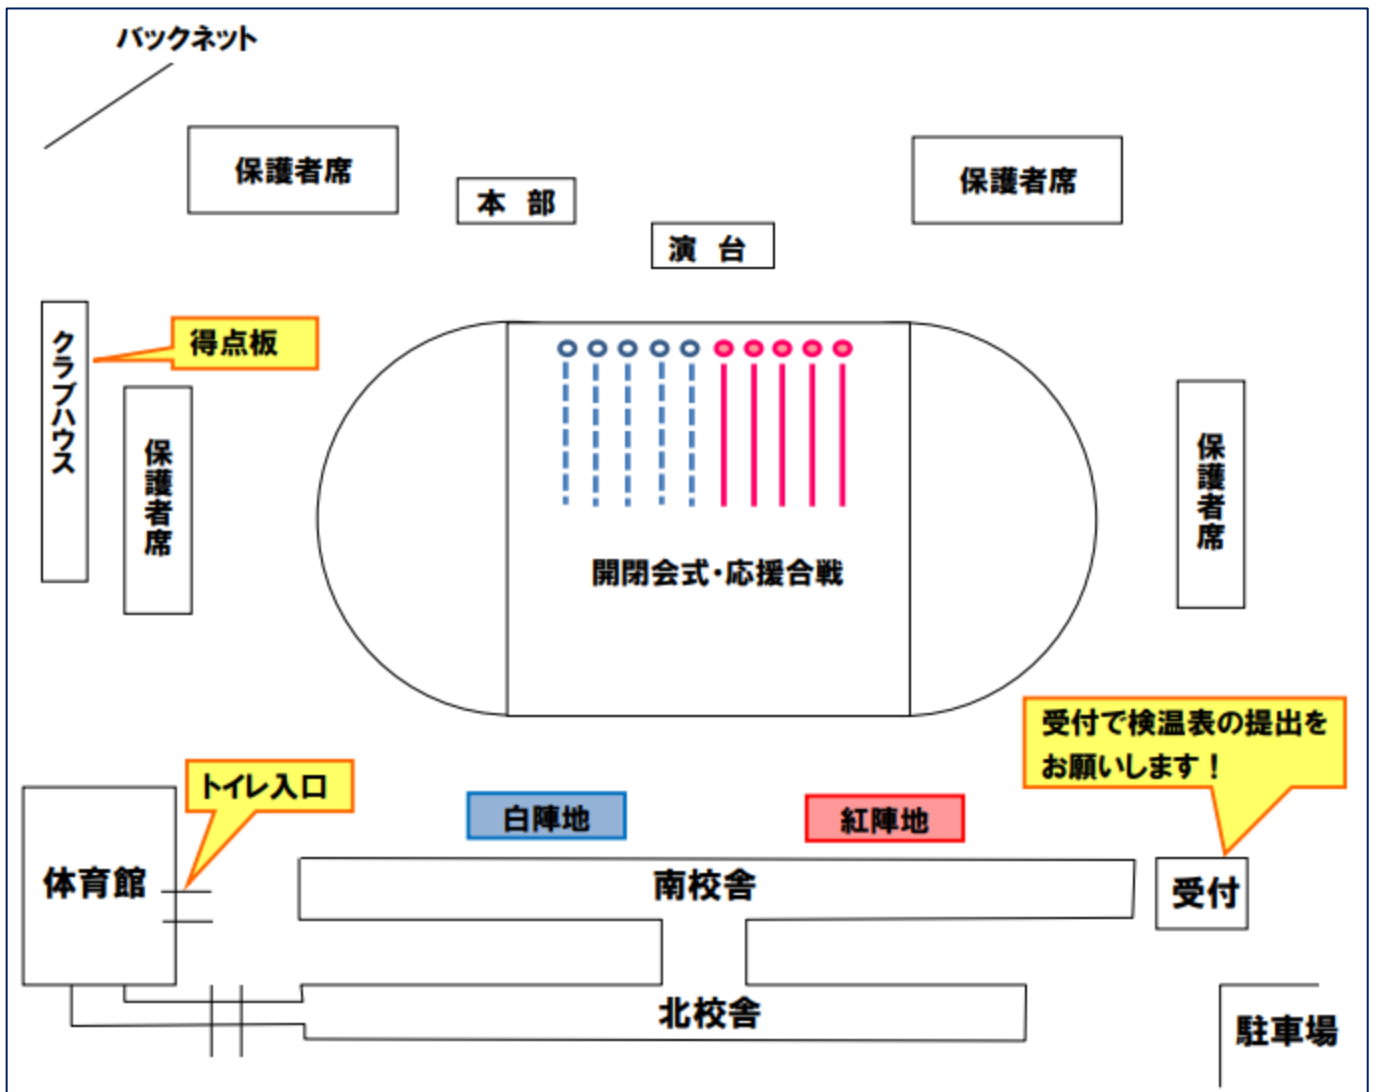 バックネット
保護者席
保護者席
本 部
演 台
クラブハウス
得点板
保護者席
保護者席
開閉会式・応援合戦
受付で検温表の提出を
お願いします！
トイレ入口
白陣地
紅陣地
体育館
南校舎
受付
北校舎
駐車場